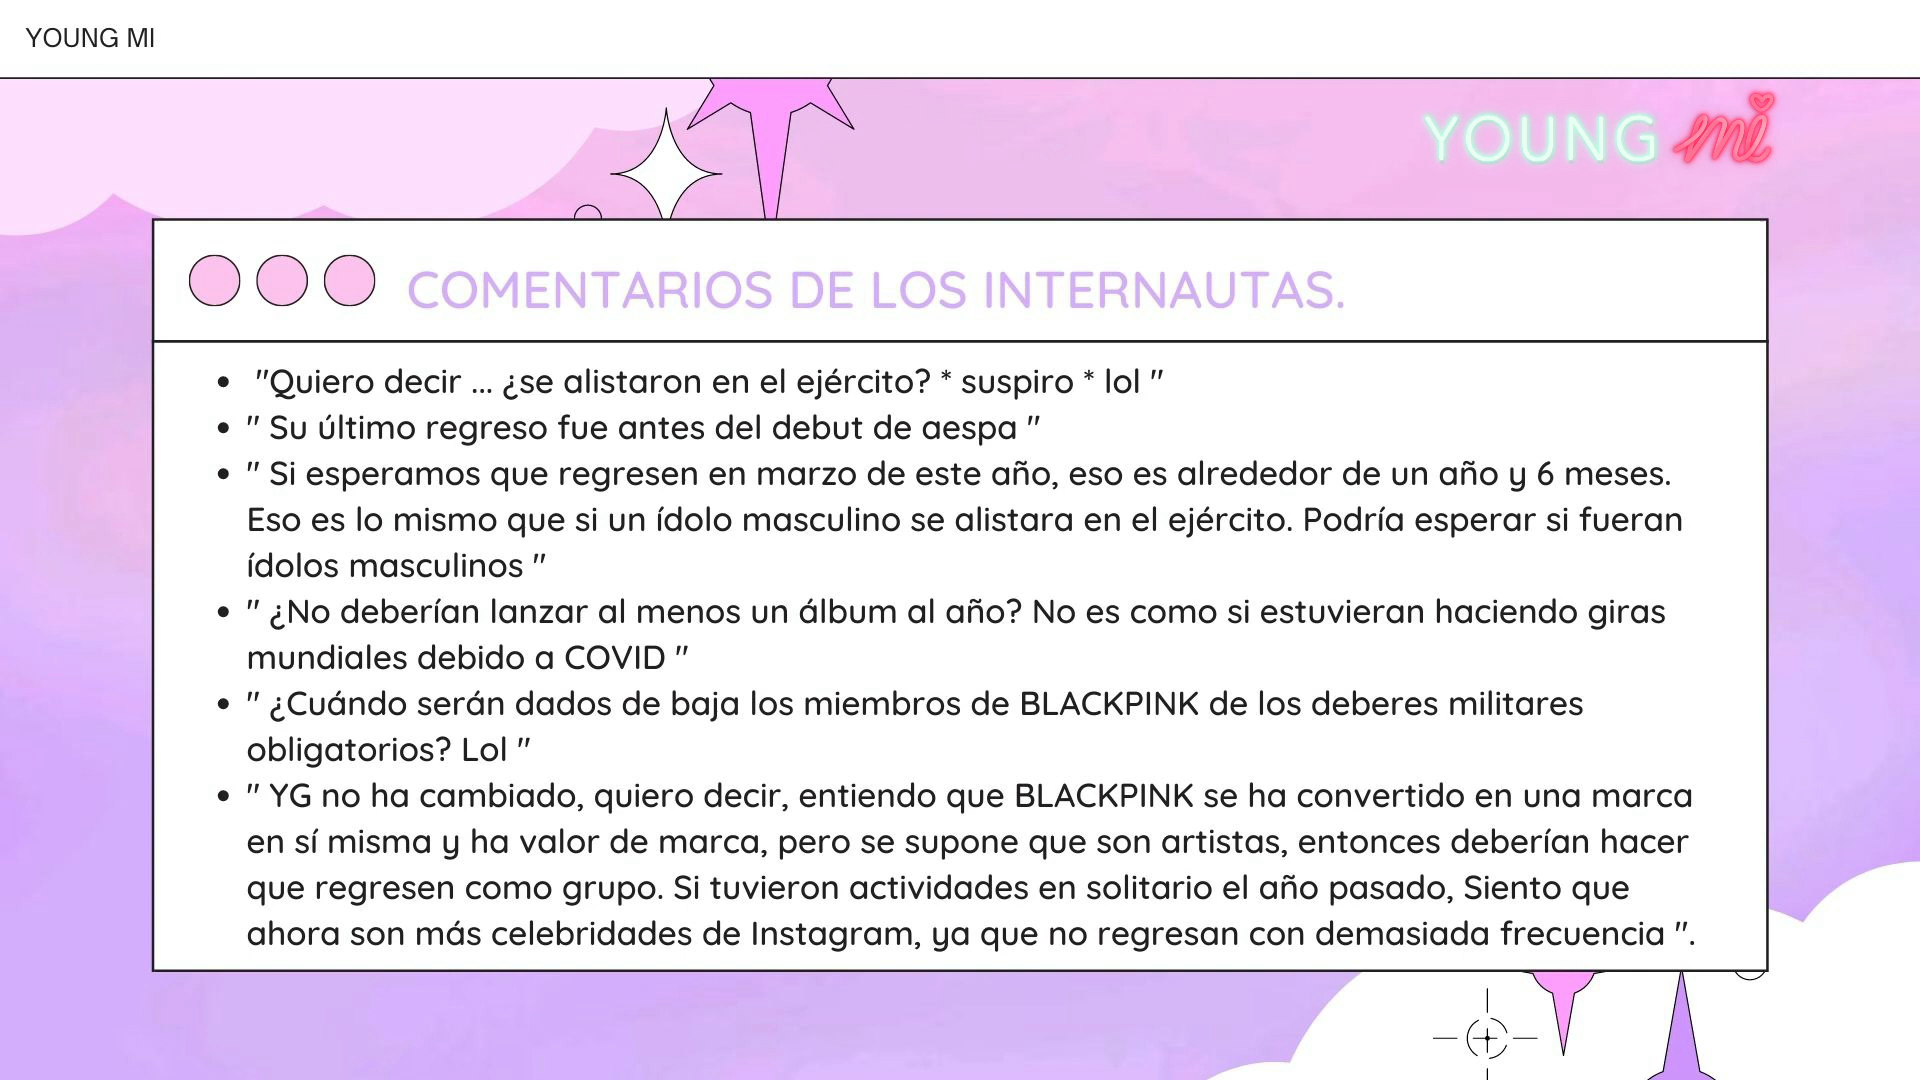 YOUNG MI
YOUNG mi
COMENTARIOS DE LOS INTERNAUTAS.
• "Quiero decir ... ¿se alistaron en el ejército? * suspiro * lol "
• " Su último regreso fue antes del debut de aespa "
• " Si esperamos que regresen en marzo de este año, eso es alrededor de un año y 6 meses.
Eso es lo mismo que si un ídolo masculino se alistara en el ejército. Podría esperar si fueran
ídolos masculinos "
• " ¿No deberían lanzar al menos un álbum al año? No es como si estuvieran haciendo giras
mundiales debido a COVID "
• " ¿Cuándo serán dados de baja los miembros de BLACKPINK de los deberes militares
obligatorios? Lol "
• " YG no ha cambiado, quiero decir, entiendo que BLACKPINK se ha convertido en una marca
en sí misma y ha valor de marca, pero se supone que son artistas, entonces deberían hacer
que regresen como grupo. Si tuvieron actividades en solitario el año pasado, Siento que
ahora son más celebridades de Instagram, ya que no regresan con demasiada frecuencia ".